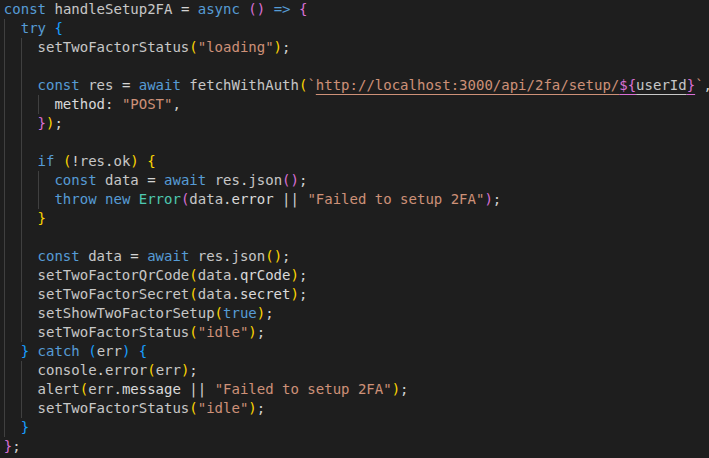 const handleSetup2FA = async () => {
  try {
    setTwoFactorStatus("loading");

    const res = await fetchWithAuth(`http://localhost:3000/api/2fa/setup/${userId}`,
      method: "POST",
    });

    if (!res.ok) {
      const data = await res.json();
      throw new Error(data.error || "Failed to setup 2FA");
    }

    const data = await res.json();
    setTwoFactorQrCode(data.qrCode);
    setTwoFactorSecret(data.secret);
    setShowTwoFactorSetup(true);
    setTwoFactorStatus("idle");
  } catch (err) {
    console.error(err);
    alert(err.message || "Failed to setup 2FA");
    setTwoFactorStatus("idle");
  }
};